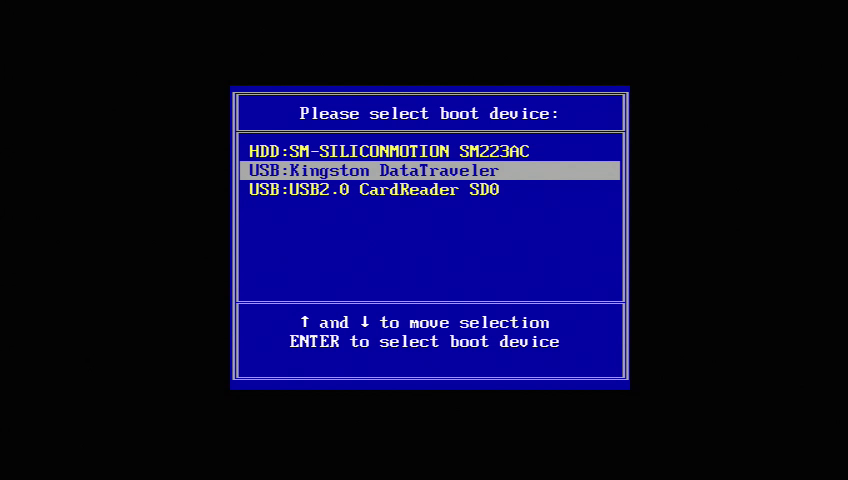 Please select boot device:
HDD:SM-SILICONMOTION SM223AC
USB:Kingston DataTraveler
USB:USB2.0 CardReader SD0
↑ and ↓ to move selection
ENTER to select boot device